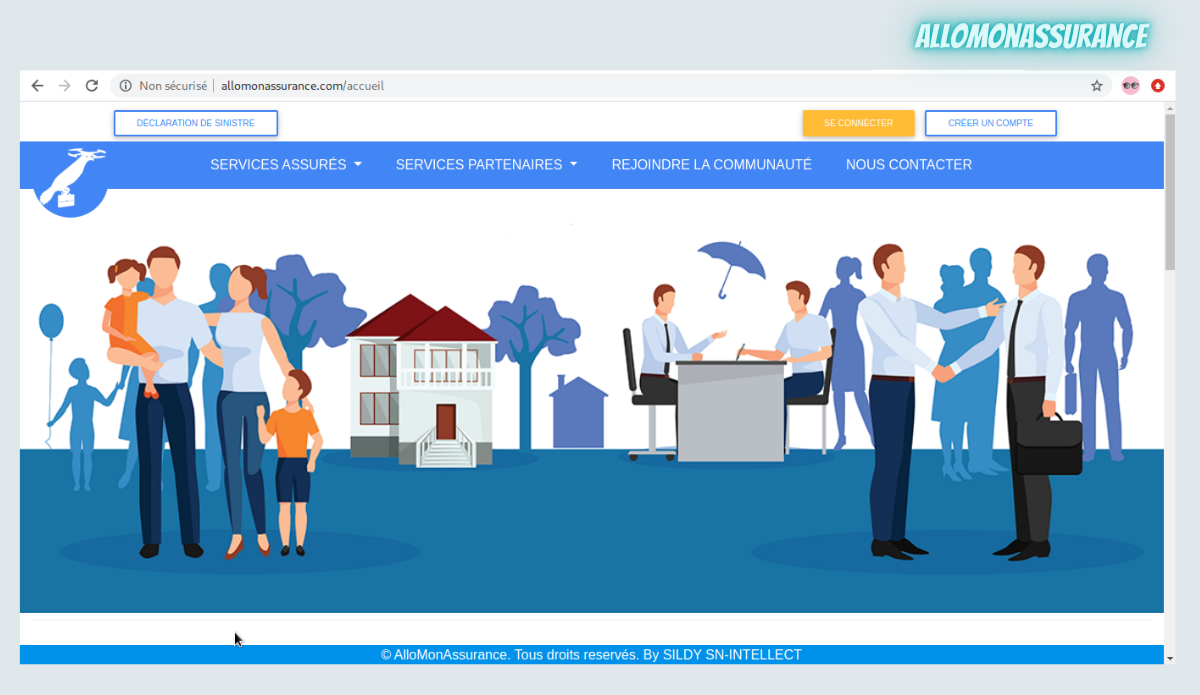 ALLOMONASSURANCE
Non sécurisé | allomonassurance.com/accueil
DÉCLARATION DE SINISTRE
SE CONNECTER
CRÉER UN COMPTE
SERVICES ASSURÉS
SERVICES PARTENAIRES
REJOINDRE LA COMMUNAUTÉ
NOUS CONTACTER
© AlloMonAssurance. Tous droits reservés. By SILDY SN-INTELLECT